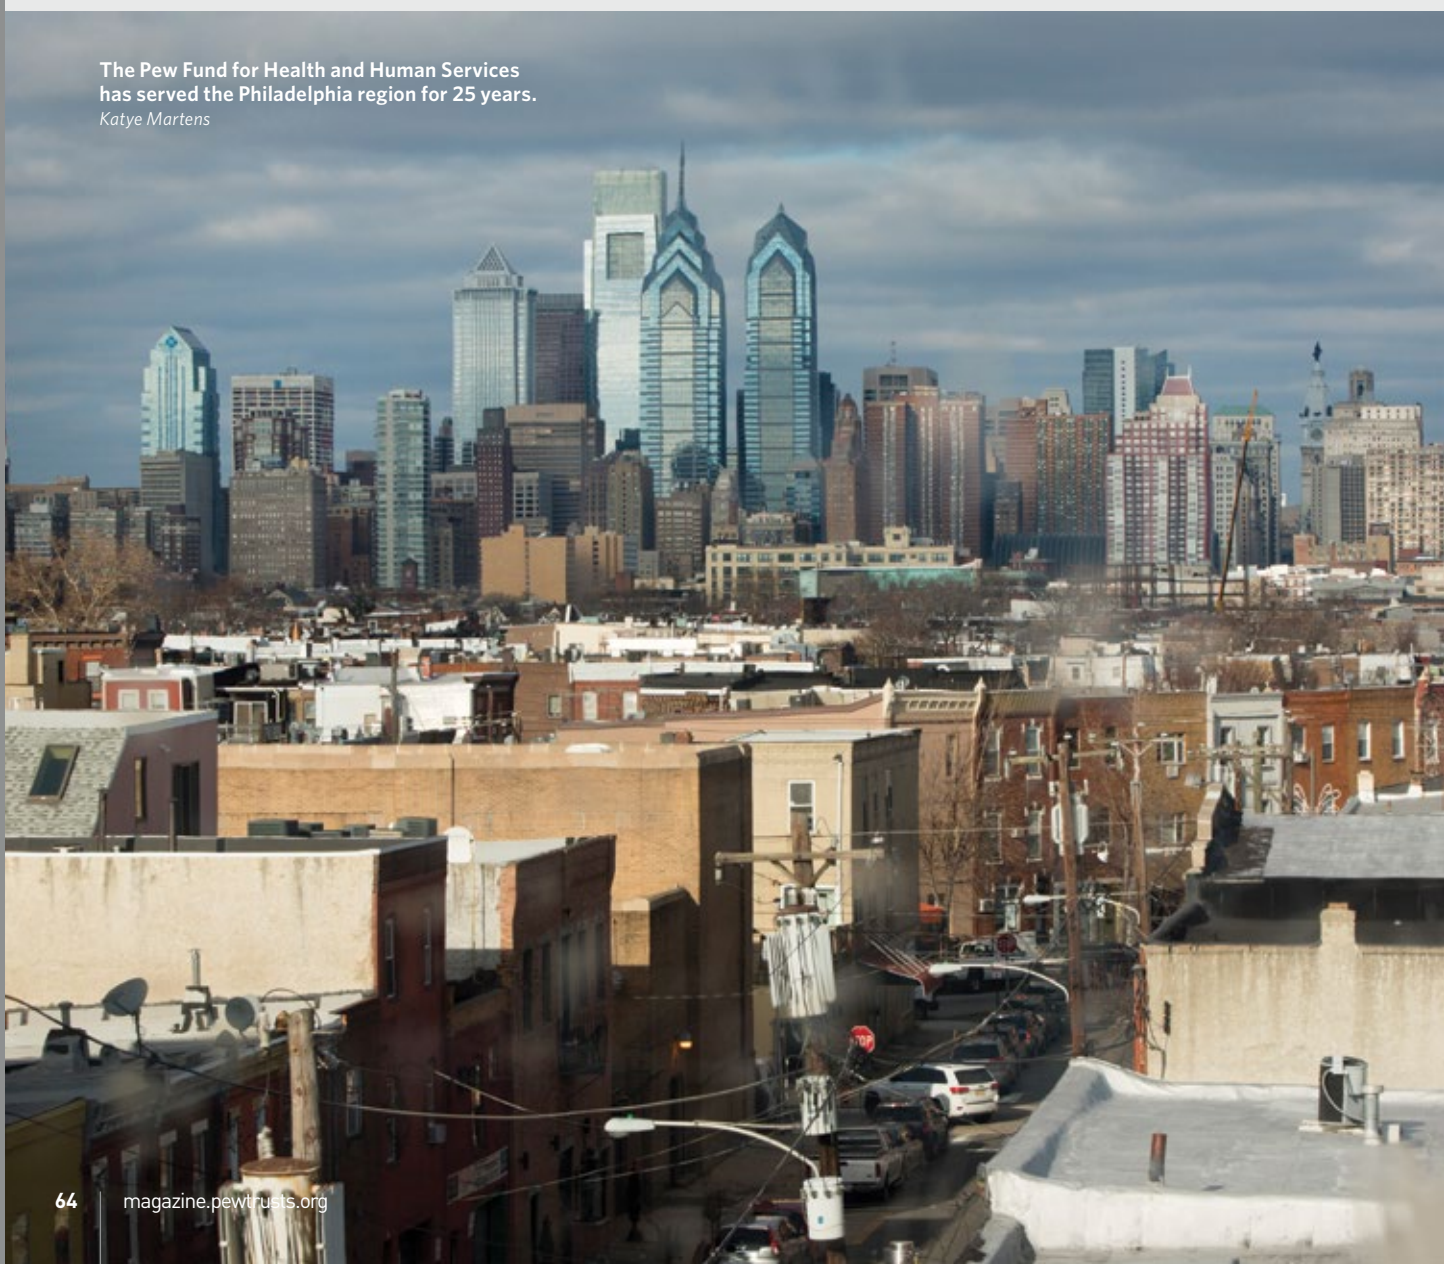 The Pew Fund for Health and Human Services
has served the Philadelphia region for 25 years.
Katye Martens
STOP
64
magazine.pewtrusts.org